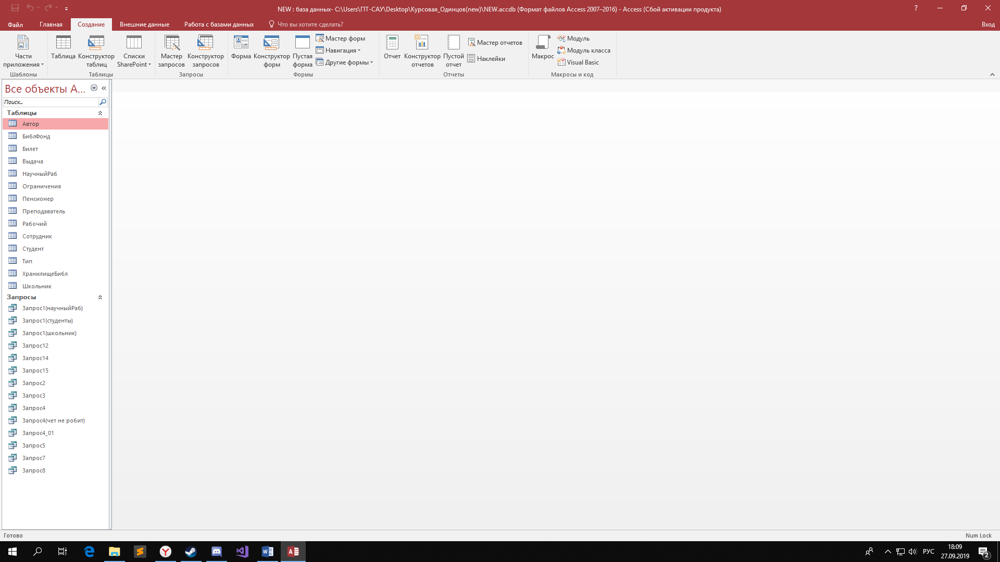 NEW : база данных- C:\Users\ПТ-САУ\Desktop\Курсовая_Одинцов(new)\NEW.accdb (Формат файлов Access 2007–2016) - Access (Сбой активации продукта)
?
Файл Главная Создание Внешние данные Работа с базами данных Что вы хотите сделать? Вход
Части приложения
Таблица
Конструктор таблиц
Списки SharePoint
Мастер запросов
Конструктор запросов
Форма
Конструктор форм
Пустая форма
Мастер форм
Навигация
Другие формы
Отчет
Конструктор отчетов
Пустой отчет
Мастер отчетов
Наклейки
Макрос
Модуль
Модуль класса
Visual Basic
Шаблоны Таблицы Запросы Формы Отчеты Макросы и код
Все объекты A...
Поиск...
Таблицы
Автор
БиблФонд
Билет
Выдача
НаучныйРаб
Ограничения
Пенсионер
Преподаватель
Рабочий
Сотрудник
Студент
Тип
ХранилищеБибл
Школьник
Запросы
Запрос1(научныйРаб)
Запрос1(студенты)
Запрос1(школьник)
Запрос12
Запрос14
Запрос15
Запрос2
Запрос3
Запрос4
Запрос4(чет не робит)
Запрос4_01
Запрос5
Запрос7
Запрос8
Готово Num Lock
РУС
18:09
27.09.2019
2